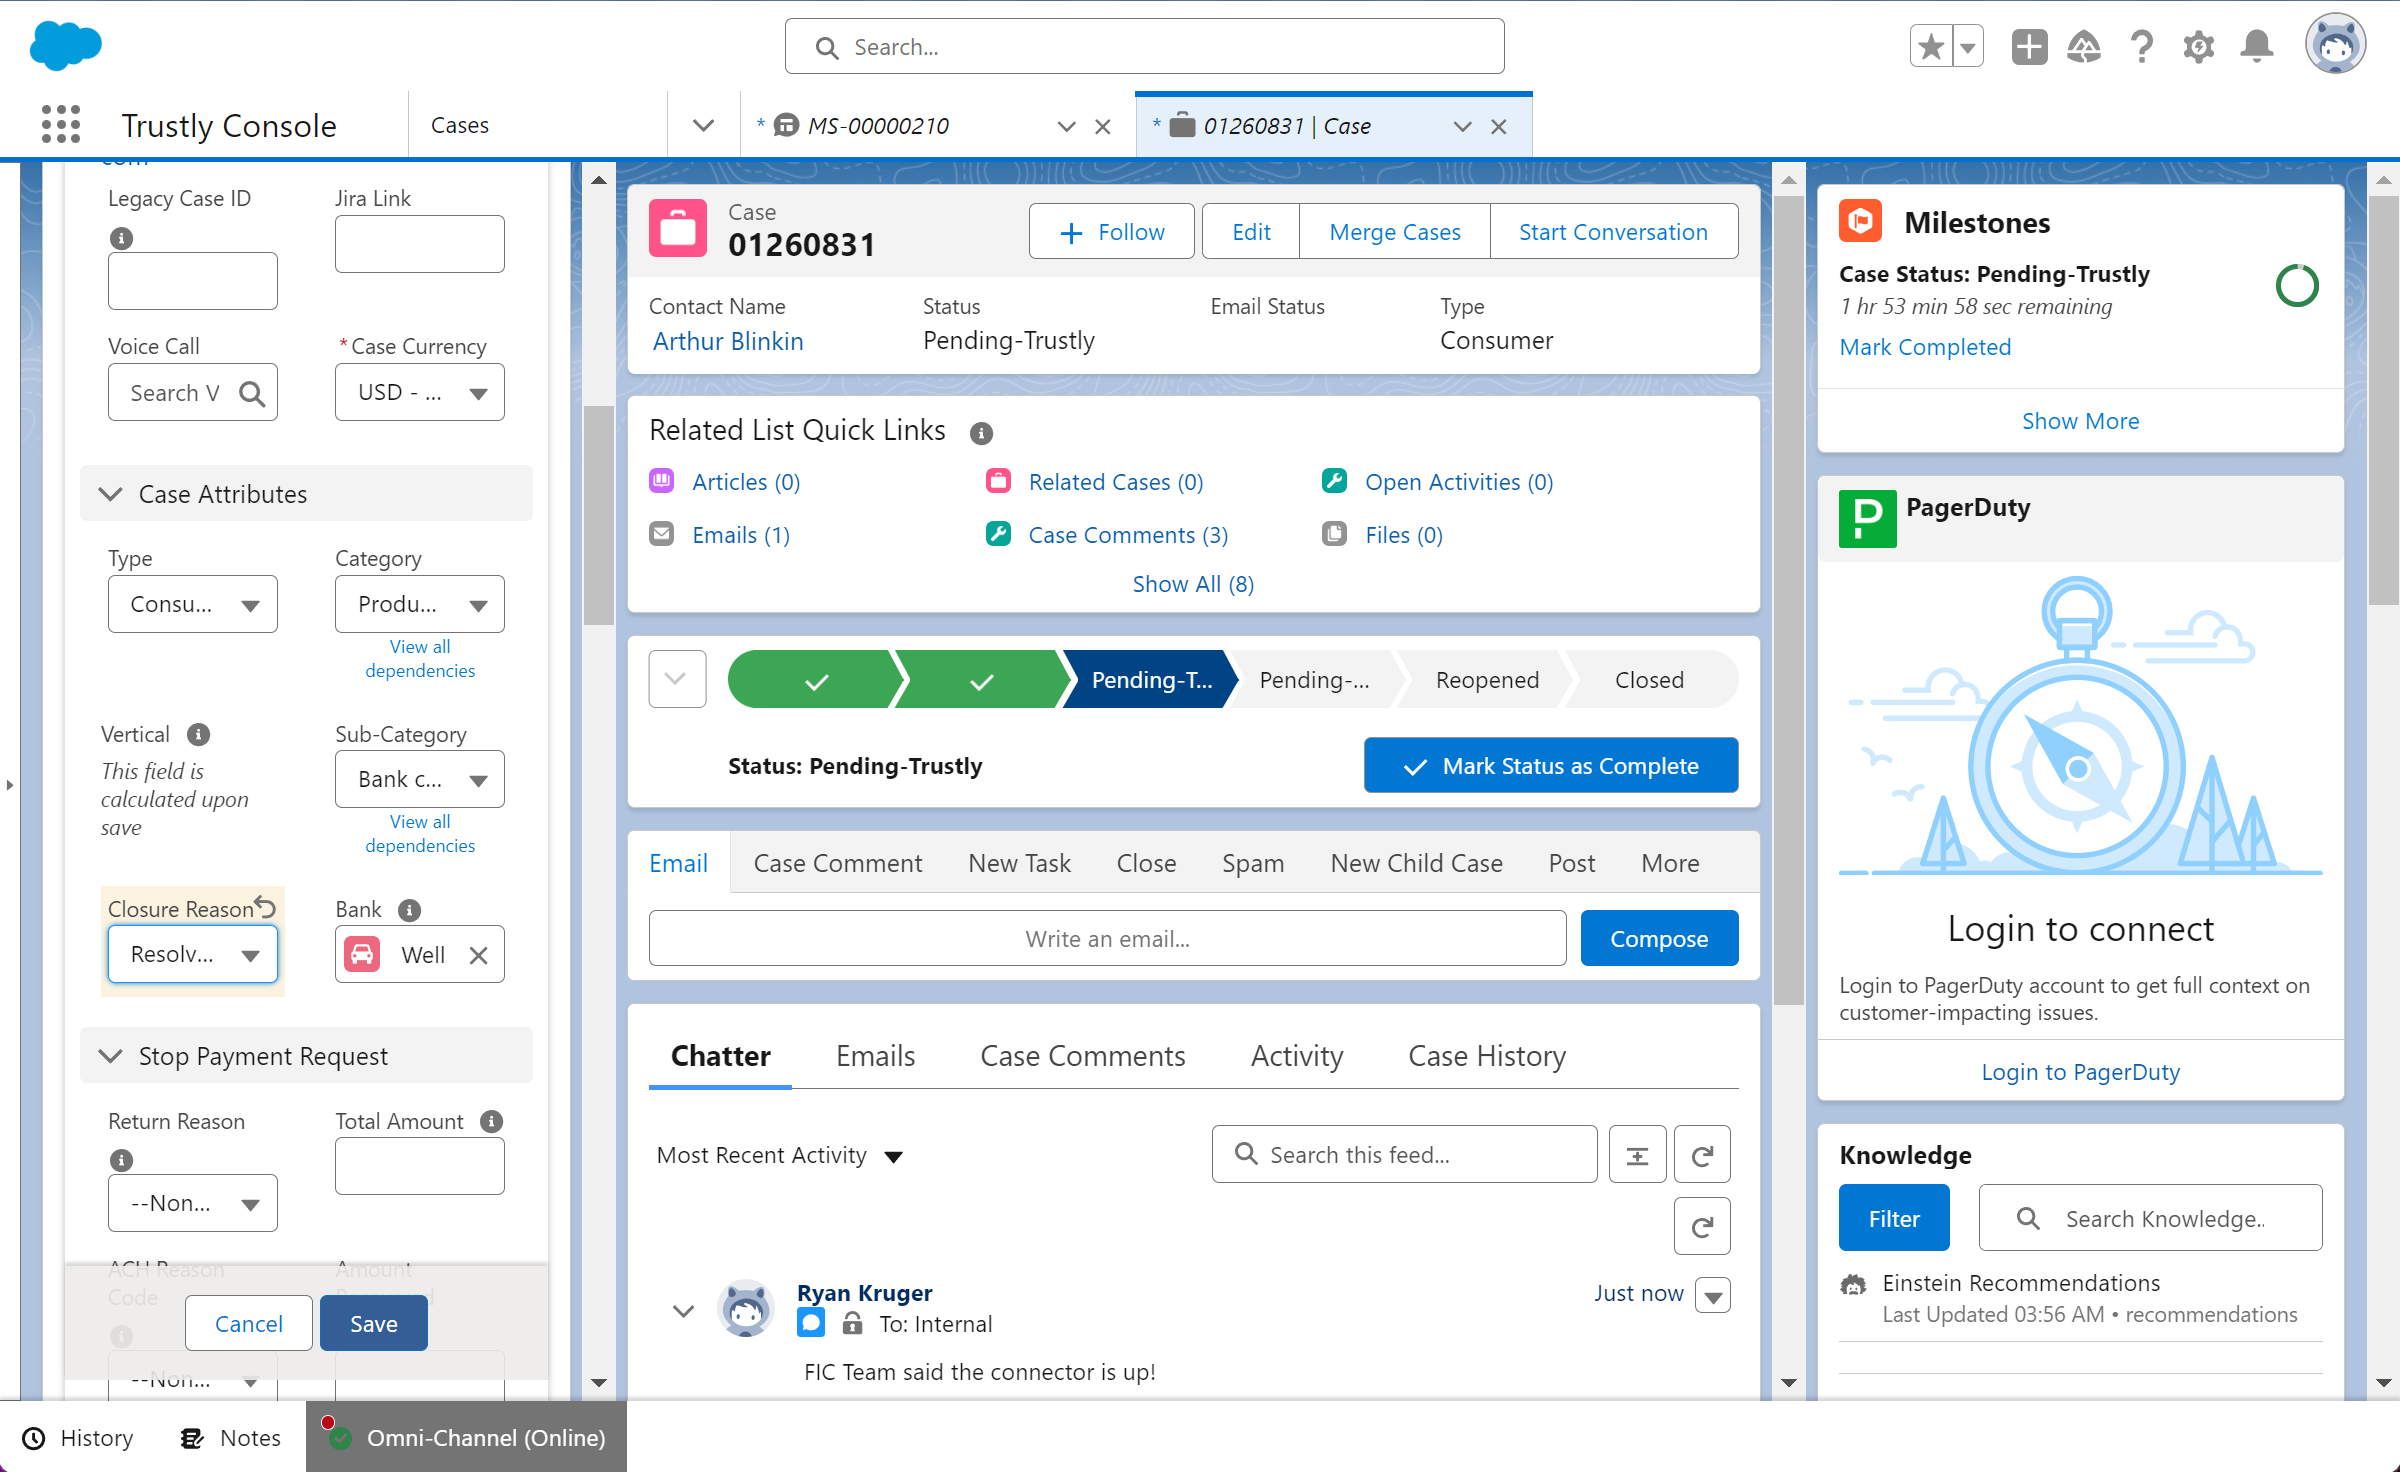 Search...
Trustly Console
Cases
* MS-00000210
* 01260831 | Case
com
Legacy Case ID
Jira Link
Voice Call
*Case Currency
Search V
USD - ...
Case Attributes
Type
Category
Consu...
Produ...
View all
dependencies
Vertical
Sub-Category
This field is
calculated upon
save
Bank c...
View all
dependencies
Closure Reason
Bank
Resolv...
Well
Stop Payment Request
Return Reason
Total Amount
--Non...
ACH Reason
Code
Amount
Cancel
Save
--Non...
Case
01260831
Follow
Edit
Merge Cases
Start Conversation
Contact Name
Status
Email Status
Type
Arthur Blinkin
Pending-Trustly
Consumer
Related List Quick Links
Articles (0)
Related Cases (0)
Open Activities (0)
Emails (1)
Case Comments (3)
Files (0)
Show All (8)
Pending-T...
Pending-...
Reopened
Closed
Status: Pending-Trustly
Mark Status as Complete
Email
Case Comment
New Task
Close
Spam
New Child Case
Post
More
Write an email...
Compose
Chatter
Emails
Case Comments
Activity
Case History
Most Recent Activity
Search this feed...
Ryan Kruger
Just now
To: Internal
FIC Team said the connector is up!
Milestones
Case Status: Pending-Trustly
1 hr 53 min 58 sec remaining
Mark Completed
Show More
PagerDuty
Login to connect
Login to PagerDuty account to get full context on
customer-impacting issues.
Login to PagerDuty
Knowledge
Filter
Search Knowledge..
Einstein Recommendations
Last Updated 03:56 AM • recommendations
History
Notes
Omni-Channel (Online)